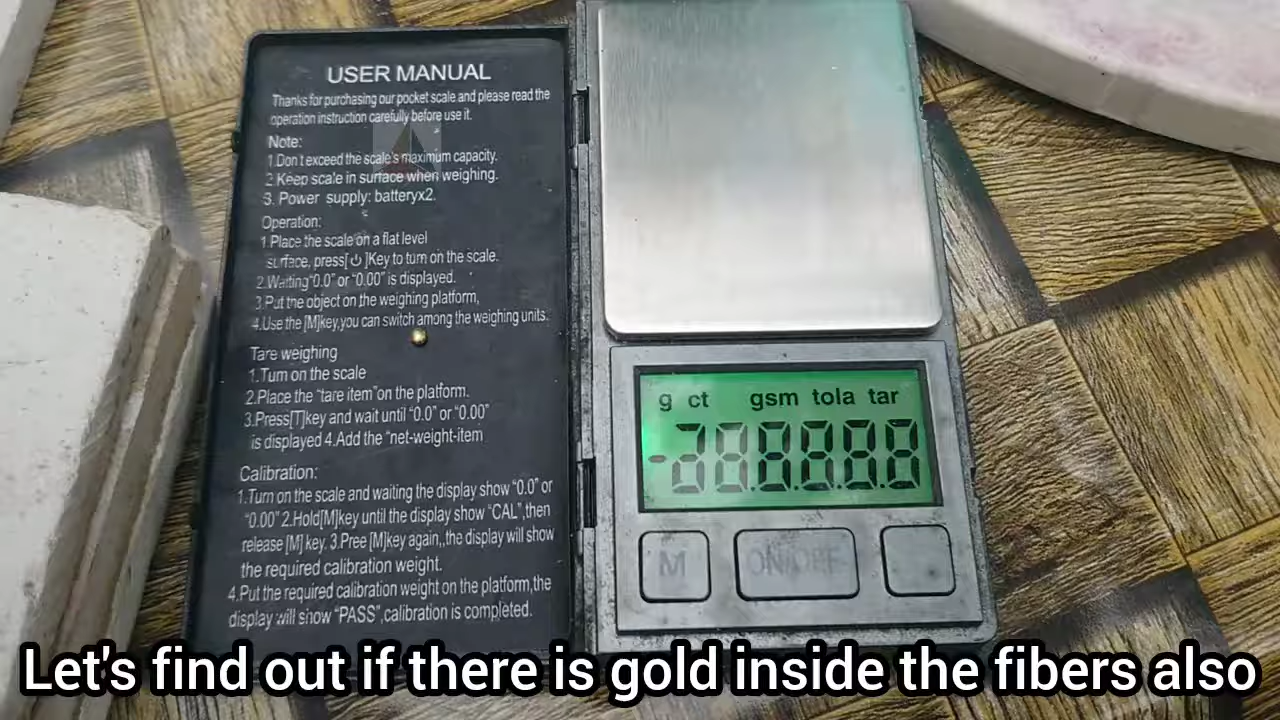 USER MANUAL
Thanks for purchasing our pocket scale and please read the
operation instruction carefully before use it.
Note:
1.Don t exceed the scale's maximum capacity.
2.Keep scale in surface when weighing.
3. Power supply: batteryx2.
Operation:
1.Place the scale on a flat level
surface, press[⏻]Key to turn on the scale.
2.Waiting"0.0" or "0.00" is displayed.
3.Put the object on the weighing platform,
4.Use the [M]key,you can switch among the weighing units.
Tare weighing
1.Turn on the scale
2.Place the "tare item"on the platform.
3.Press[T]key and wait until "0.0" or "0.00"
is displayed 4.Add the "net-weight-item
Calibration:
1.Turn on the scale and waiting the display show "0.0" or
"0.00" 2.Hold[M]key until the display show "CAL",then
release [M] key. 3.Pree [M]key again,,the display will show
the required calibration weight.
4.Put the required calibration weight on the platform,the
display will show "PASS",calibration is completed.
g ct gsm tola tar
M ON/OFF
Let's find out if there is gold inside the fibers also